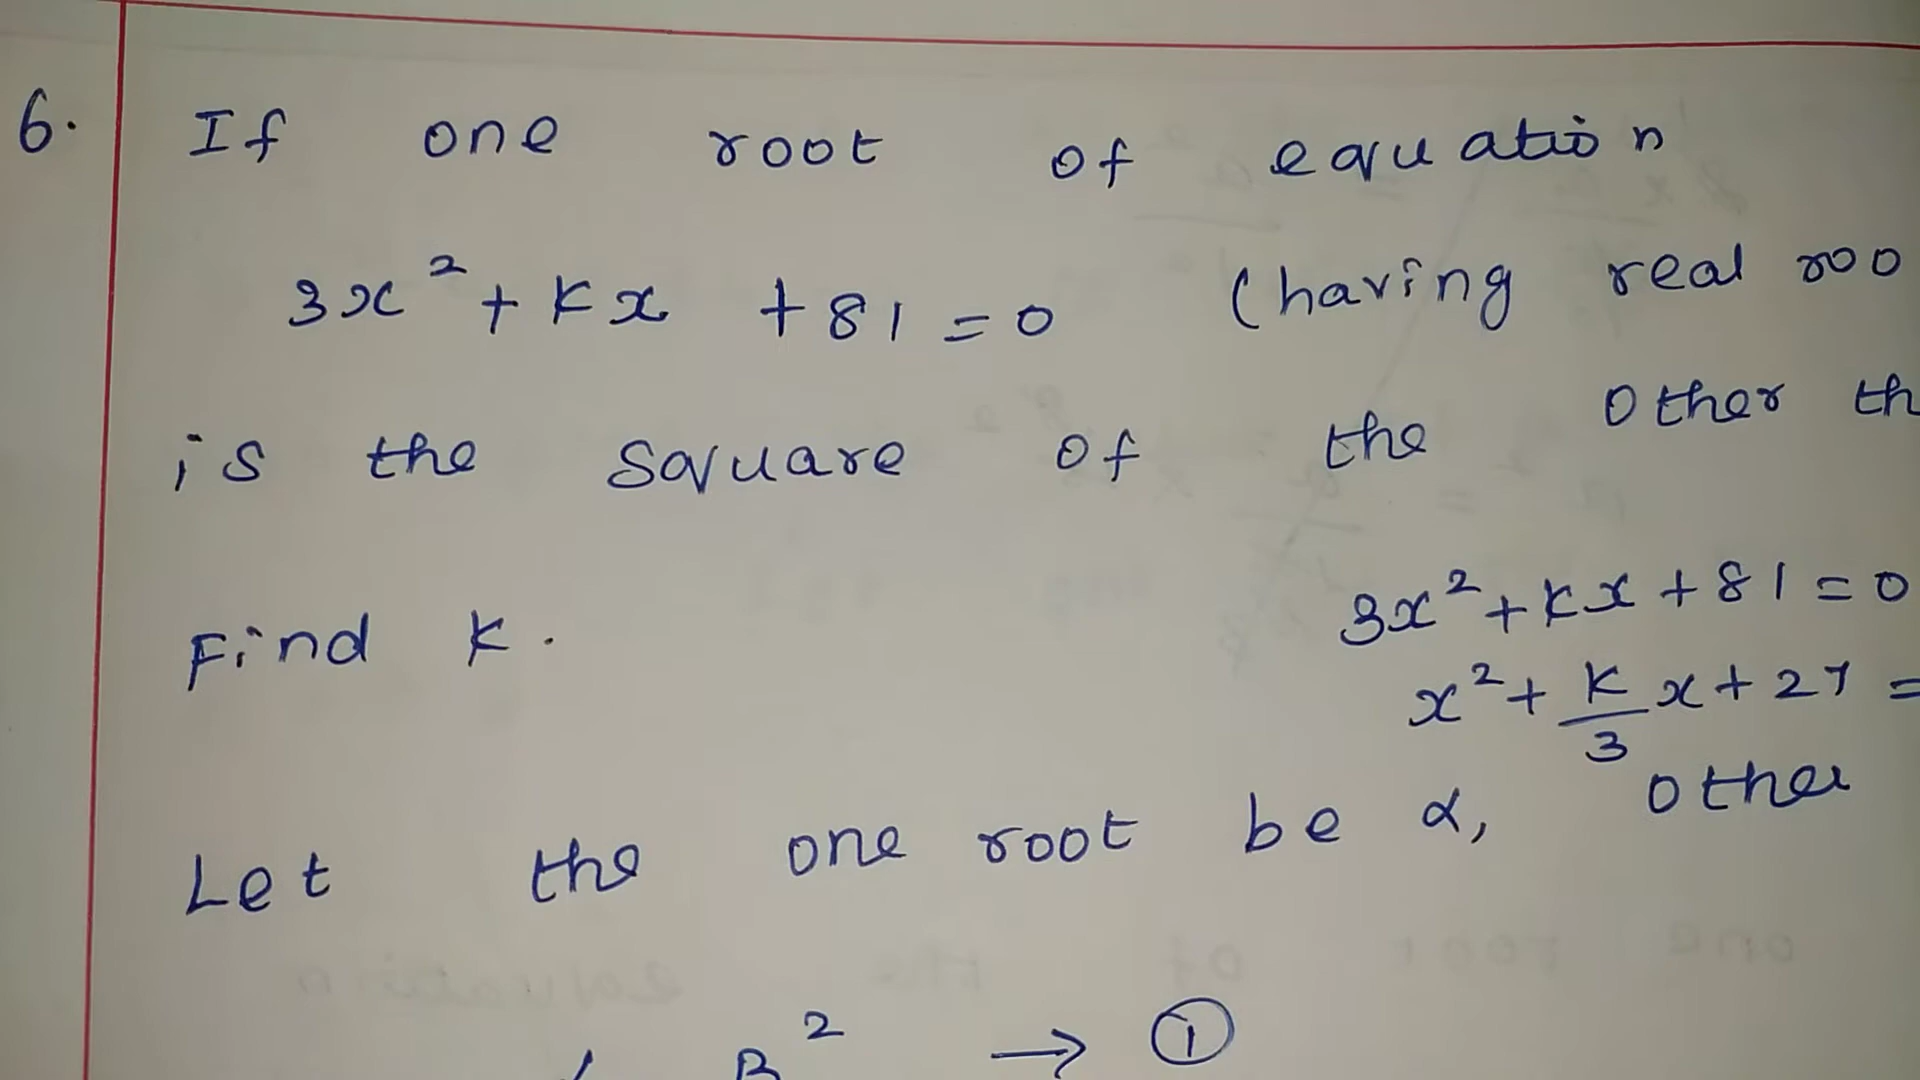 6. If one root of equation
3x² + kx + 81 = 0 (having real roo
is the square of the other th
Find k.
3x² + kx + 81 = 0
x² + k/3 x + 27 =
Let the one root be α, other
β² → ①